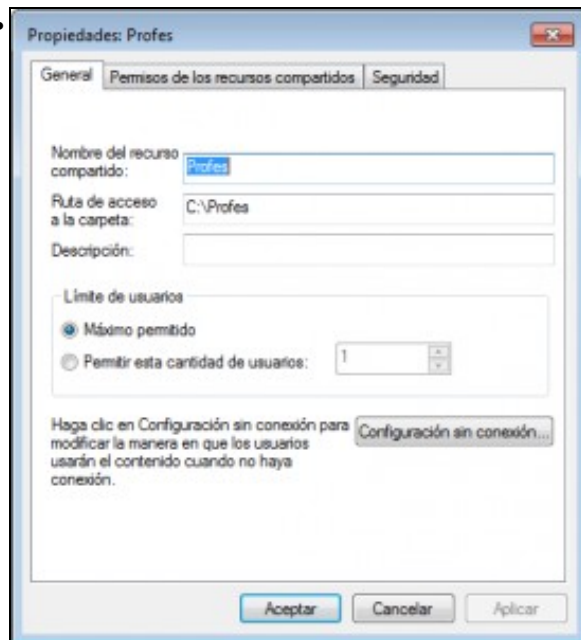 Propiedades: Profes
General
Permisos de los recursos compartidos
Seguridad
Nombre del recurso
compartido:
Profes
Ruta de acceso
a la carpeta:
C:\Profes
Descripción:
Límite de usuarios
Máximo permitido
Permitir esta cantidad de usuarios:
1
Haga clic en Configuración sin conexión para
modificar la manera en que los usuarios
usarán el contenido cuando no haya
conexión.
Configuración sin conexión...
Aceptar
Cancelar
Aplicar